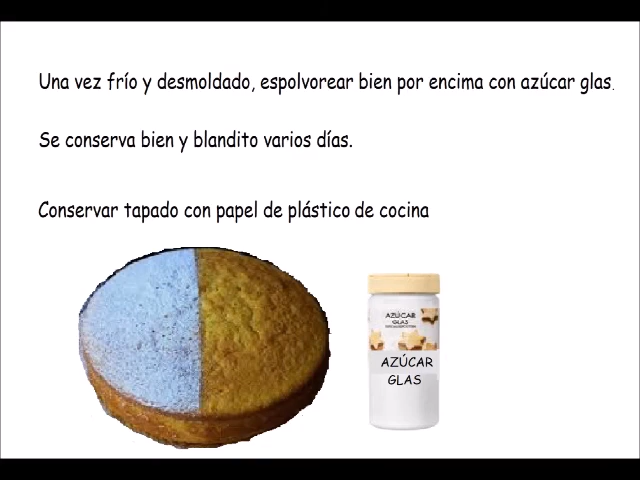 Una vez frío y desmoldado, espolvorear bien por encima con azúcar glas.
Se conserva bien y blandito varios días.
Conservar tapado con papel de plástico de cocina
AZÚCAR
GLAS
AZÚCAR
GLAS